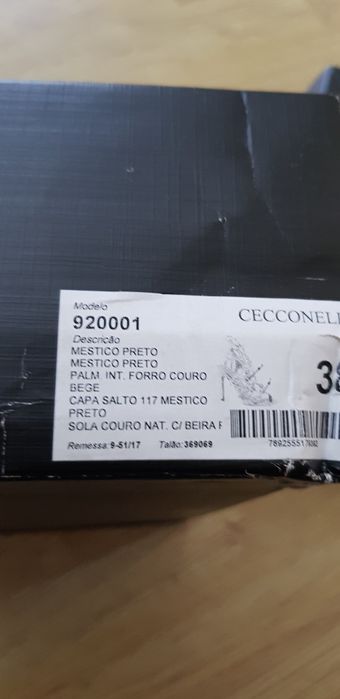 Modelo
920001
CECCONELL
Descrição
MESTICO PRETO
MESTICO PRETO
PALM. INT. FORRO COURO
BEGE
CAPA SALTO 117 MESTICO
PRETO
SOLA COURO NAT. C/ BEIRA
Remessa: 9-51/17 Talão: 369069